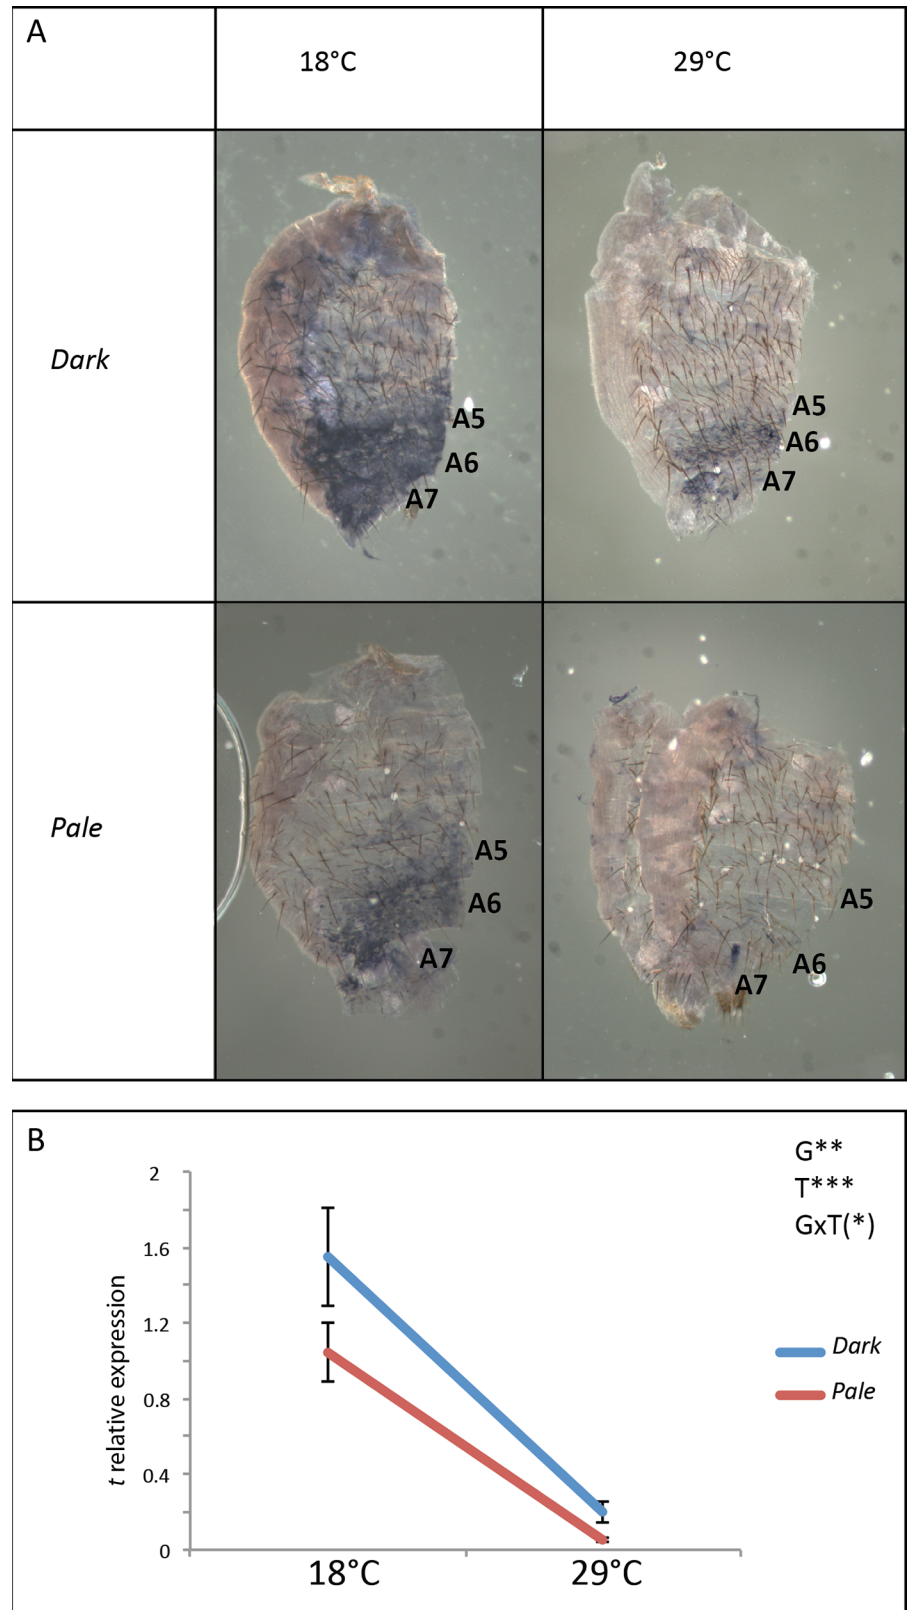 A
18°C
29°C
Dark
A5
A6
A7
A5
A6
A7
Pale
A5
A6
A7
A5
A6
A7
B
G**
T***
GxT(*)
2
1.6
1.2
0.8
0.4
0
t relative expression
18°C
29°C
Dark
Pale